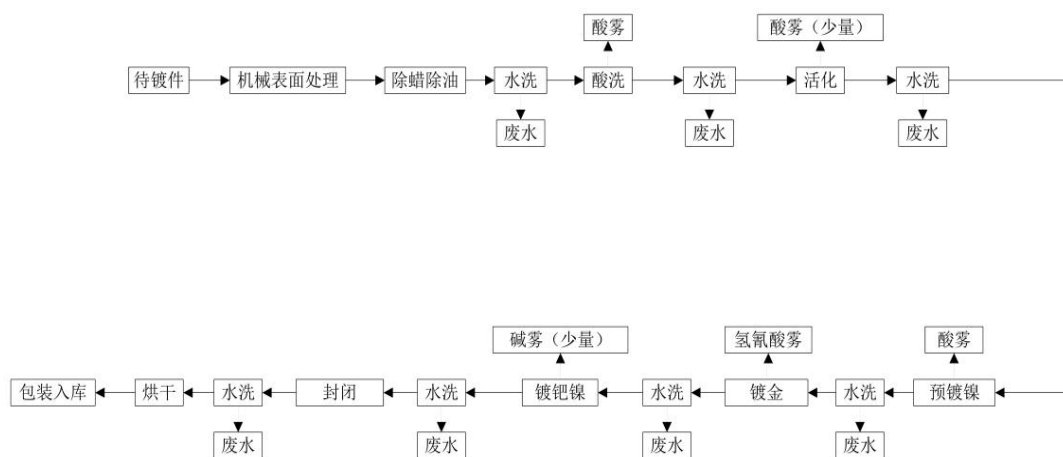 酸雾
酸雾（少量）
待镀件
机械表面处理
除蜡除油
水洗
酸洗
水洗
活化
水洗
废水
废水
废水
碱雾（少量）
氢氰酸雾
酸雾
包装入库
烘干
水洗
封闭
水洗
镀钯镍
水洗
镀金
水洗
预镀镍
废水
废水
废水
废水